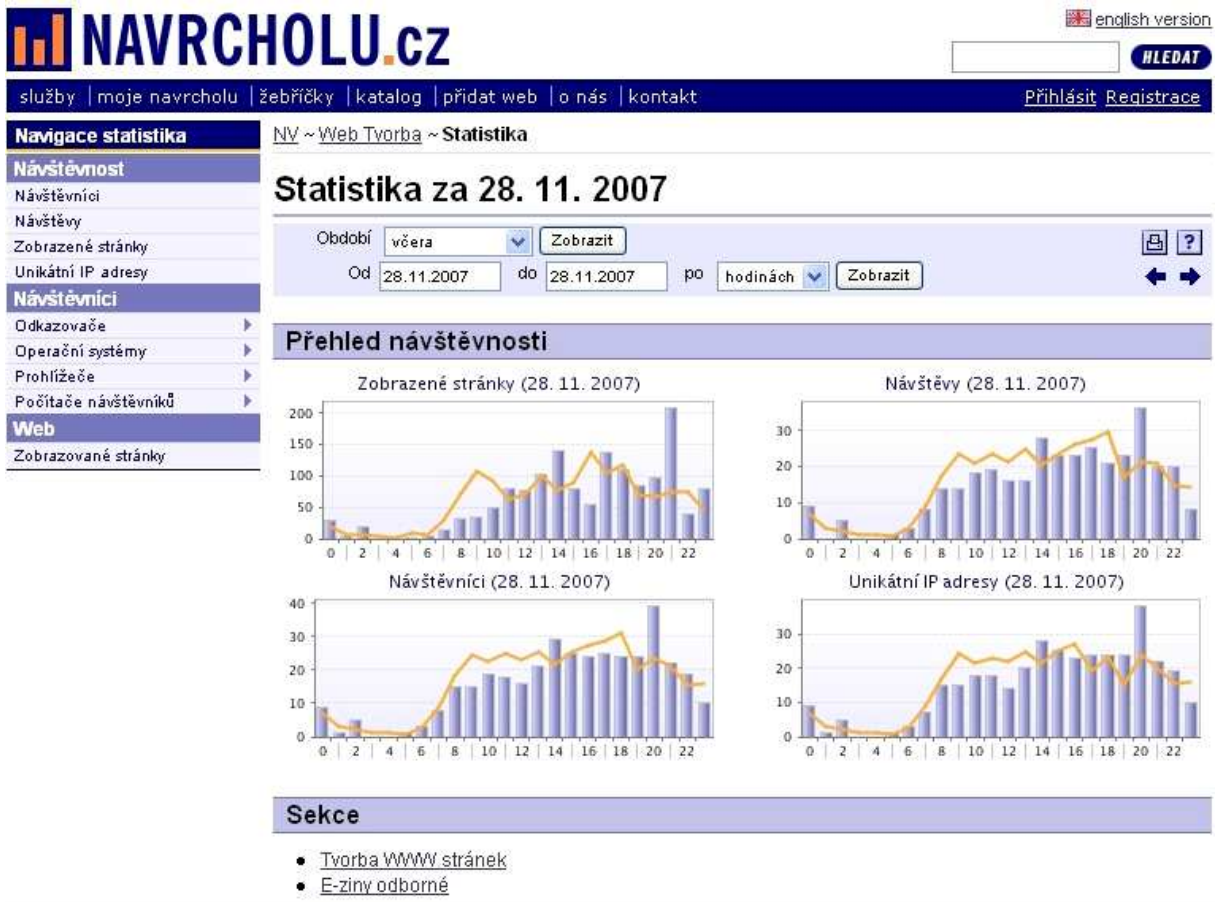 NAVRCHOLU.cz
english version
HLEDAT
služby | moje navrcholu | žebříčky | katalog | přidat web | o nás | kontakt
Přihlásit Registrace
Navigace statistika
Návštěvnost
Návštěvníci
Návštěvy
Zobrazené stránky
Unikátní IP adresy
Návštěvníci
Odkazovače
Operační systémy
Prohlížeče
Počítače návštěvníků
Web
Zobrazované stránky
NV ~ Web Tvorba ~ Statistika
Statistika za 28. 11. 2007
Období včera Zobrazit
?
Od 28.11.2007 do 28.11.2007 po hodinách Zobrazit
Přehled návštěvnosti
Zobrazené stránky (28. 11. 2007)
200
150
100
50
0
0 | 2 | 4 | 6 | 8 | 10 | 12 | 14 | 16 | 18 | 20 | 22
Návštěvy (28. 11. 2007)
30
20
10
0
0 | 2 | 4 | 6 | 8 | 10 | 12 | 14 | 16 | 18 | 20 | 22
Návštěvníci (28. 11. 2007)
40
30
20
10
0
0 | 2 | 4 | 6 | 8 | 10 | 12 | 14 | 16 | 18 | 20 | 22
Unikátní IP adresy (28. 11. 2007)
30
20
10
0
0 | 2 | 4 | 6 | 8 | 10 | 12 | 14 | 16 | 18 | 20 | 22
Sekce
Tvorba WWW stránek
E-ziny odborné